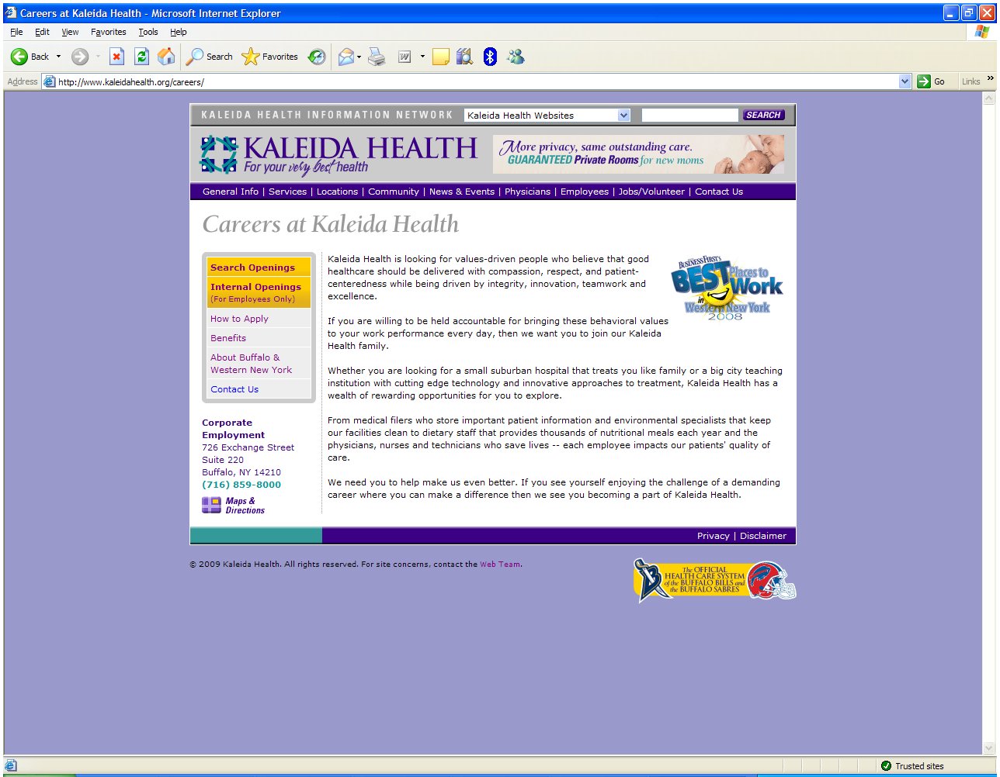 Careers at Kaleida Health - Microsoft Internet Explorer
File Edit View Favorites Tools Help
Back Search Favorites W
Address http://www.kaleidahealth.org/careers/ Go Links »
KALEIDA HEALTH INFORMATION NETWORK Kaleida Health Websites SEARCH
KALEIDA HEALTH
For your very best health
More privacy, same outstanding care.
GUARANTEED Private Rooms for new moms
General Info | Services | Locations | Community | News & Events | Physicians | Employees | Jobs/Volunteer | Contact Us
Careers at Kaleida Health
Search Openings
Internal Openings
(For Employees Only)
How to Apply
Benefits
About Buffalo &
Western New York
Contact Us
Corporate
Employment
726 Exchange Street
Suite 220
Buffalo, NY 14210
(716) 859-8000
Maps &
Directions
Kaleida Health is looking for values-driven people who believe that good
healthcare should be delivered with compassion, respect, and patient-
centeredness while being driven by integrity, innovation, teamwork and
excellence.
If you are willing to be held accountable for bringing these behavioral values
to your work performance every day, then we want you to join our Kaleida
Health family.
Whether you are looking for a small suburban hospital that treats you like family or a big city teaching
institution with cutting edge technology and innovative approaches to treatment, Kaleida Health has a
wealth of rewarding opportunities for you to explore.
From medical filers who store important patient information and environmental specialists that keep
our facilities clean to dietary staff that provides thousands of nutritional meals each year and the
physicians, nurses and technicians who save lives -- each employee impacts our patients' quality of
care.
We need you to help make us even better. If you see yourself enjoying the challenge of a demanding
career where you can make a difference then we see you becoming a part of Kaleida Health.
BUSINESS FIRST'S
BEST Places to
Work
in
Western New York
2008
Privacy | Disclaimer
© 2009 Kaleida Health. All rights reserved. For site concerns, contact the Web Team.
The OFFICIAL
HEALTH CARE SYSTEM
of the BUFFALO BILLS and
the BUFFALO SABRES
Trusted sites